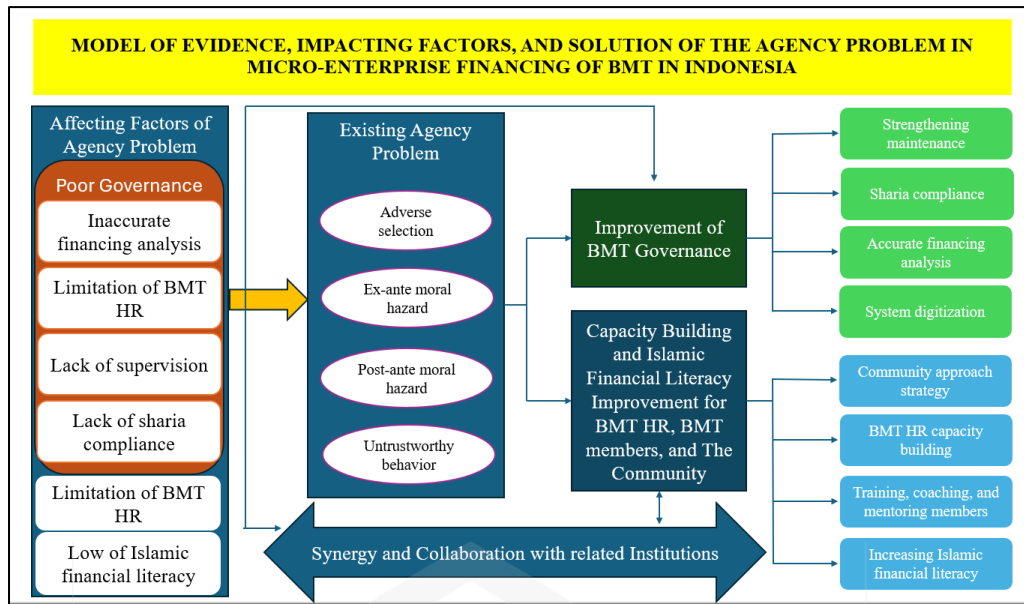 MODEL OF EVIDENCE, IMPACTING FACTORS, AND SOLUTION OF THE AGENCY PROBLEM IN
MICRO-ENTERPRISE FINANCING OF BMT IN INDONESIA
Affecting Factors of
Agency Problem
Poor Governance
Inaccurate
financing analysis
Limitation of BMT
HR
Lack of supervision
Lack of sharia
compliance
Limitation of BMT
HR
Low of Islamic
financial literacy
Existing Agency
Problem
Adverse
selection
Ex-ante moral
hazard
Post-ante moral
hazard
Untrustworthy
behavior
Improvement of
BMT Governance
Capacity Building
and Islamic
Financial Literacy
Improvement for
BMT HR, BMT
members, and The
Community
Synergy and Collaboration with related Institutions
Strengthening
maintenance
Sharia compliance
Accurate financing
analysis
System digitization
Community approach
strategy
BMT HR capacity
building
Training, coaching, and
mentoring members
Increasing Islamic
financial literacy